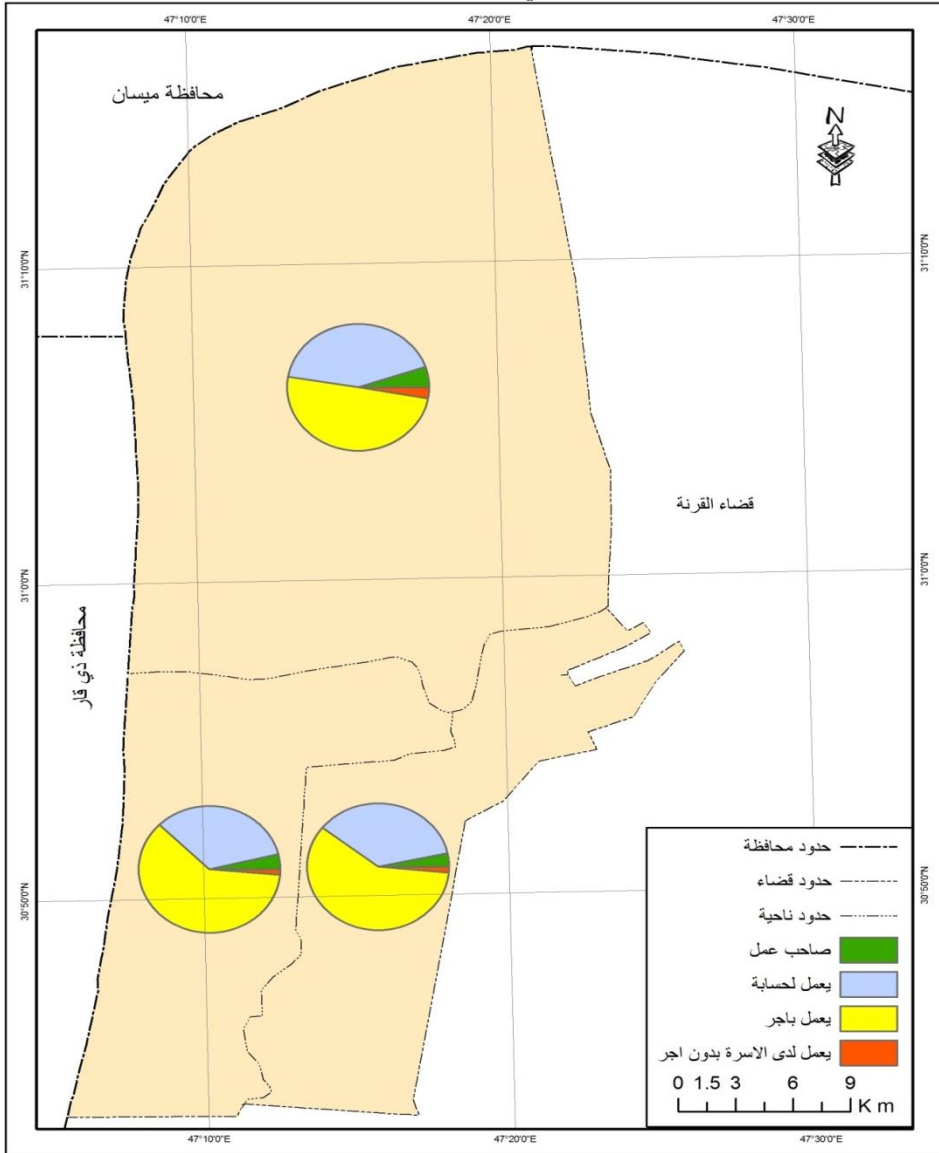 47°10'0"E
47°20'0"E
47°30'0"E
محافظة ميسان
N
31°10'0"N
31°10'0"N
قضاء القرنة
31°0'0"N
31°0'0"N
محافظة ذي قار
30°50'0"N
30°50'0"N
حدود محافظة
حدود قضاء
حدود ناحية
صاحب عمل
يعمل لحسابة
يعمل باجر
يعمل لدى الاسرة بدون اجر
0 1.5 3 6 9
K m
47°10'0"E
47°20'0"E
47°30'0"E